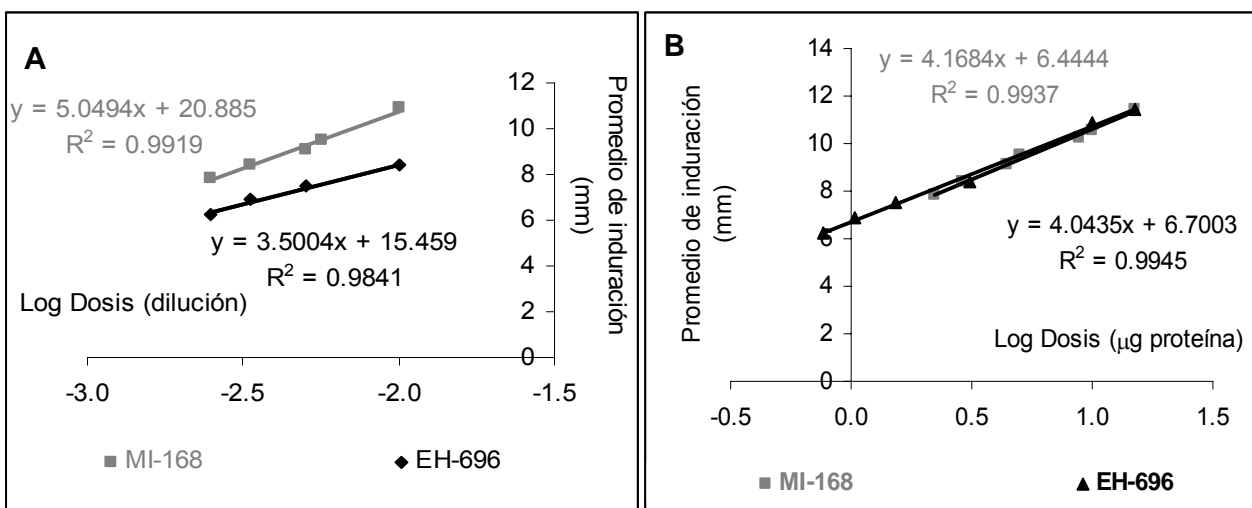 A
y = 5.0494x + 20.885
R² = 0.9919
y = 3.5004x + 15.459
R² = 0.9841
Log Dosis (dilución)
Promedio de induración
(mm)
12
10
8
6
4
2
0
-3.0 -2.5 -2.0 -1.5
MI-168 EH-696
B
y = 4.1684x + 6.4444
R² = 0.9937
y = 4.0435x + 6.7003
R² = 0.9945
Promedio de induración
(mm)
Log Dosis (μg proteína)
14
12
10
8
6
4
2
0
-0.5 0.0 0.5 1.0 1.5
MI-168 EH-696